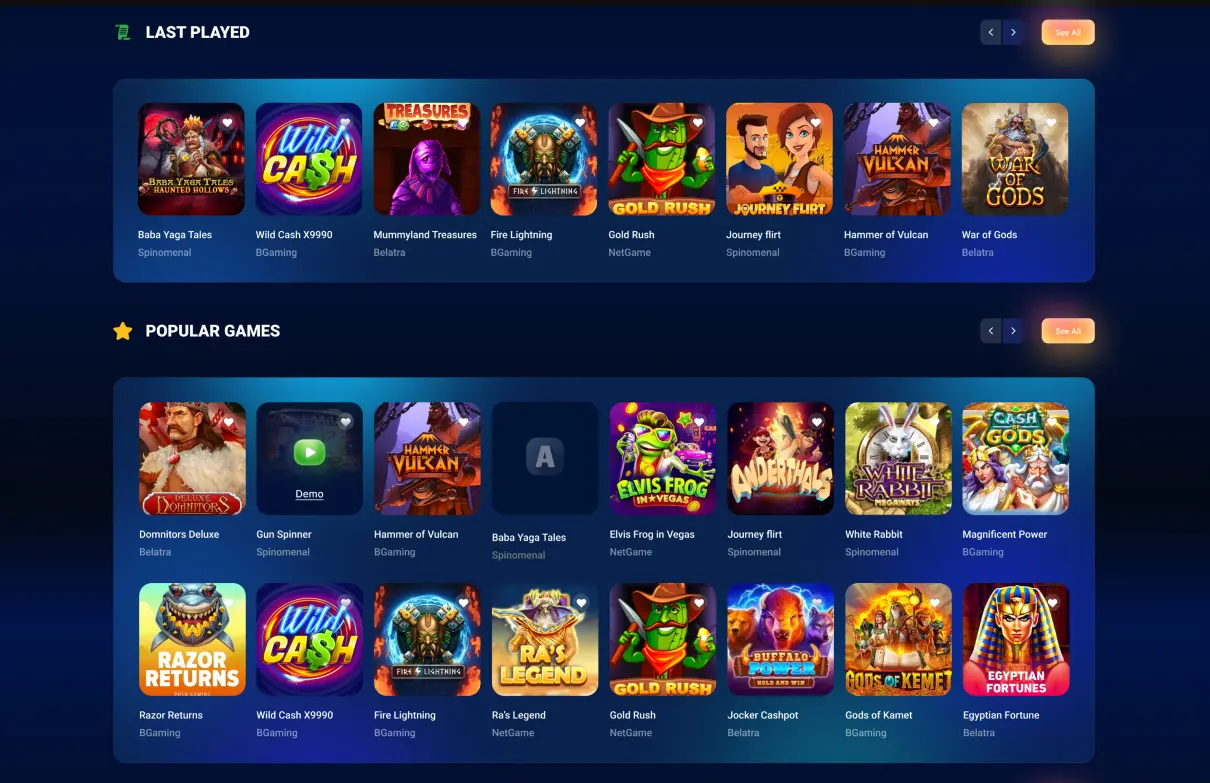 LAST PLAYED
See All
BABA YAGA TALES
HAUNTED HOLLOWS
Wild
CA$H
TREASURES
FIRE LIGHTNING
GOLD RUSH
JOURNEY FLIRT
HAMMER
OF
VULCAN
WAR
OF
GODS
Baba Yaga Tales
Wild Cash X9990
Mummyland Treasures
Fire Lightning
Gold Rush
Journey flirt
Hammer of Vulcan
War of Gods
Spinomenal
BGaming
Belatra
BGaming
NetGame
Spinomenal
BGaming
Belatra
POPULAR GAMES
See All
DELUXE
DOMNITORS
Demo
HAMMER
OF
VULCAN
A
ELVIS FROG
IN VEGAS
ANDERTHALS
WHITE
RABBIT
MEGAWAYS
CASH
OF
GODS
Domnitors Deluxe
Gun Spinner
Hammer of Vulcan
Baba Yaga Tales
Elvis Frog in Vegas
Journey flirt
White Rabbit
Magnificent Power
Belatra
Spinomenal
BGaming
Spinomenal
NetGame
Spinomenal
Spinomenal
BGaming
RAZOR
RETURNS
PUSH GAMING
Wild
CA$H
FIRE LIGHTNING
RA'S
LEGEND
GOLD RUSH
BUFFALO
POWER
HOLD AND WIN
GODS OF KEMET
EGYPTIAN
FORTUNES
Razor Returns
Wild Cash X9990
Fire Lightning
Ra's Legend
Gold Rush
Jocker Cashpot
Gods of Kamet
Egyptian Fortune
BGaming
BGaming
BGaming
NetGame
NetGame
Belatra
BGaming
Belatra